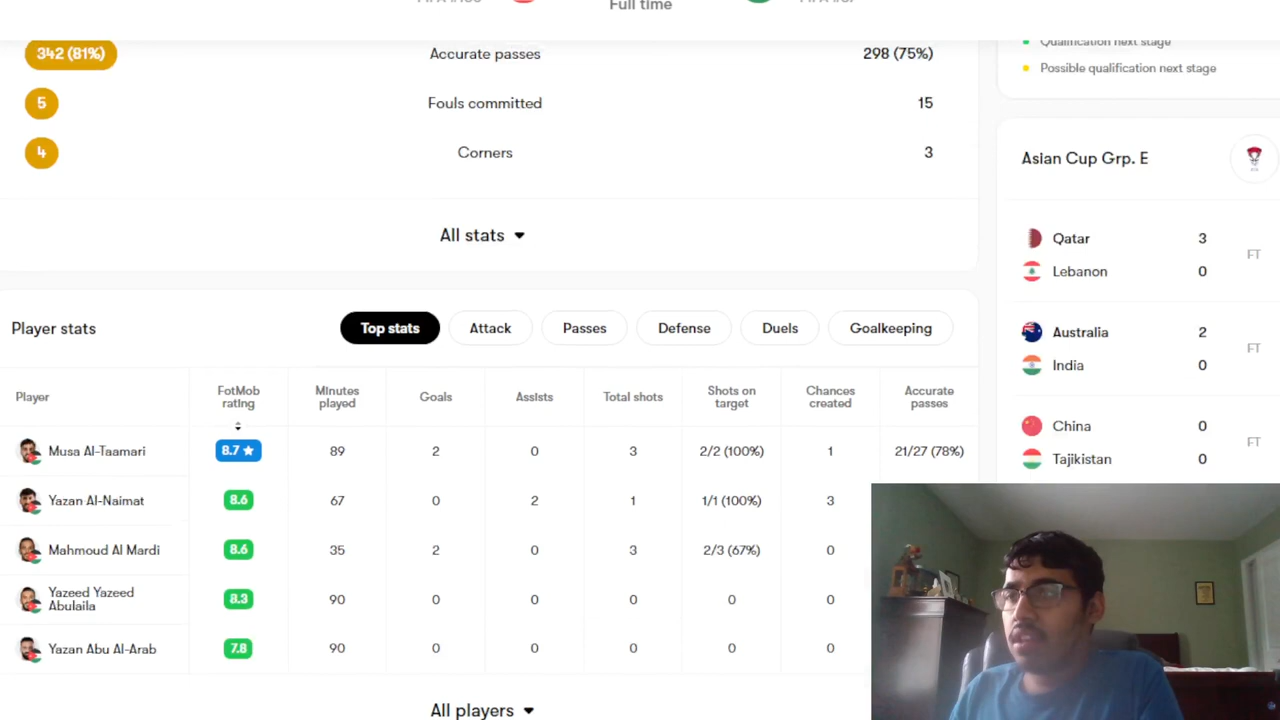 Full time
342 (81%) Accurate passes 298 (75%)
5 Fouls committed 15
4 Corners 3
All stats
Player stats
Top stats Attack Passes Defense Duels Goalkeeping
Player FotMob rating Minutes played Goals Assists Total shots Shots on target Chances created Accurate passes
Musa Al-Taamari 8.7 89 2 0 3 2/2 (100%) 1 21/27 (78%)
Yazan Al-Naimat 8.6 67 0 2 1 1/1 (100%) 3
Mahmoud Al Mardi 8.6 35 2 0 3 2/3 (67%) 0
Yazeed Yazeed Abulaila 8.3 90 0 0 0 0 0
Yazan Abu Al-Arab 7.8 90 0 0 0 0 0
All players
Qualification next stage
Possible qualification next stage
Asian Cup Grp. E
Qatar 3
FT
Lebanon 0
Australia 2
FT
India 0
China 0
FT
Tajikistan 0